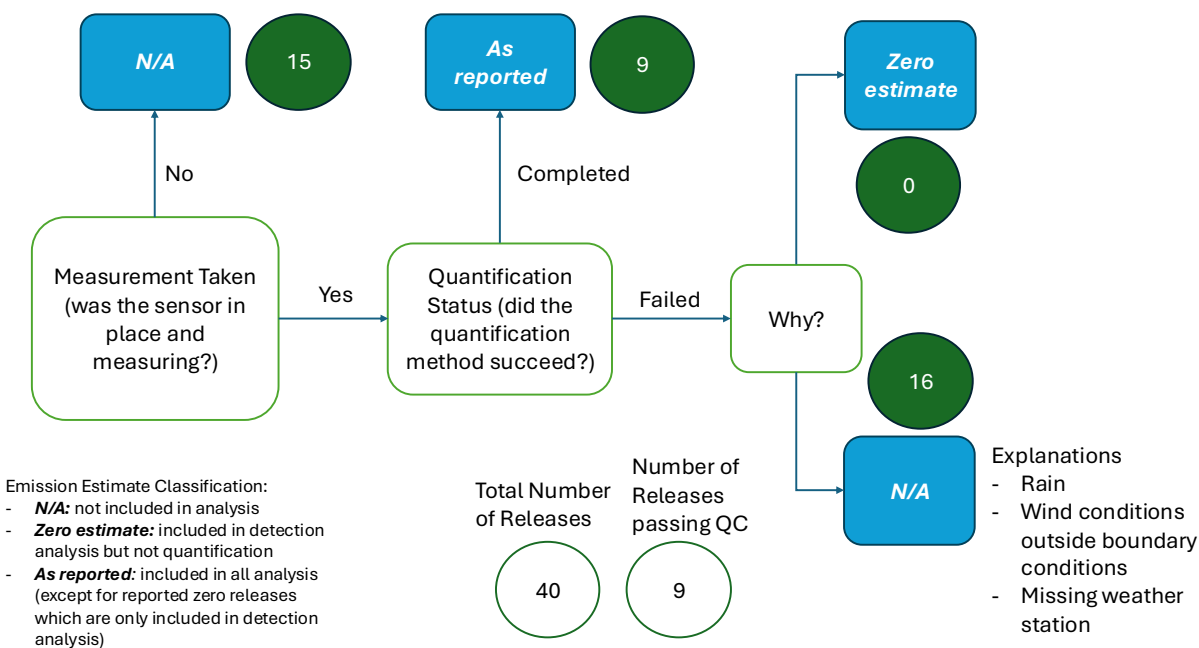 N/A
15
As
reported
9
Zero
estimate
0
No
Completed
Measurement Taken
(was the sensor in
place and
measuring?)
Yes
Quantification
Status (did the
quantification
method succeed?)
Failed
Why?
16
N/A
Explanations
- Rain
- Wind conditions
outside boundary
conditions
- Missing weather
station
Emission Estimate Classification:
- N/A: not included in analysis
- Zero estimate: included in detection
analysis but not quantification
- As reported: included in all analysis
(except for reported zero releases
which are only included in detection
analysis)
Total Number
of Releases
40
Number of
Releases
passing QC
9